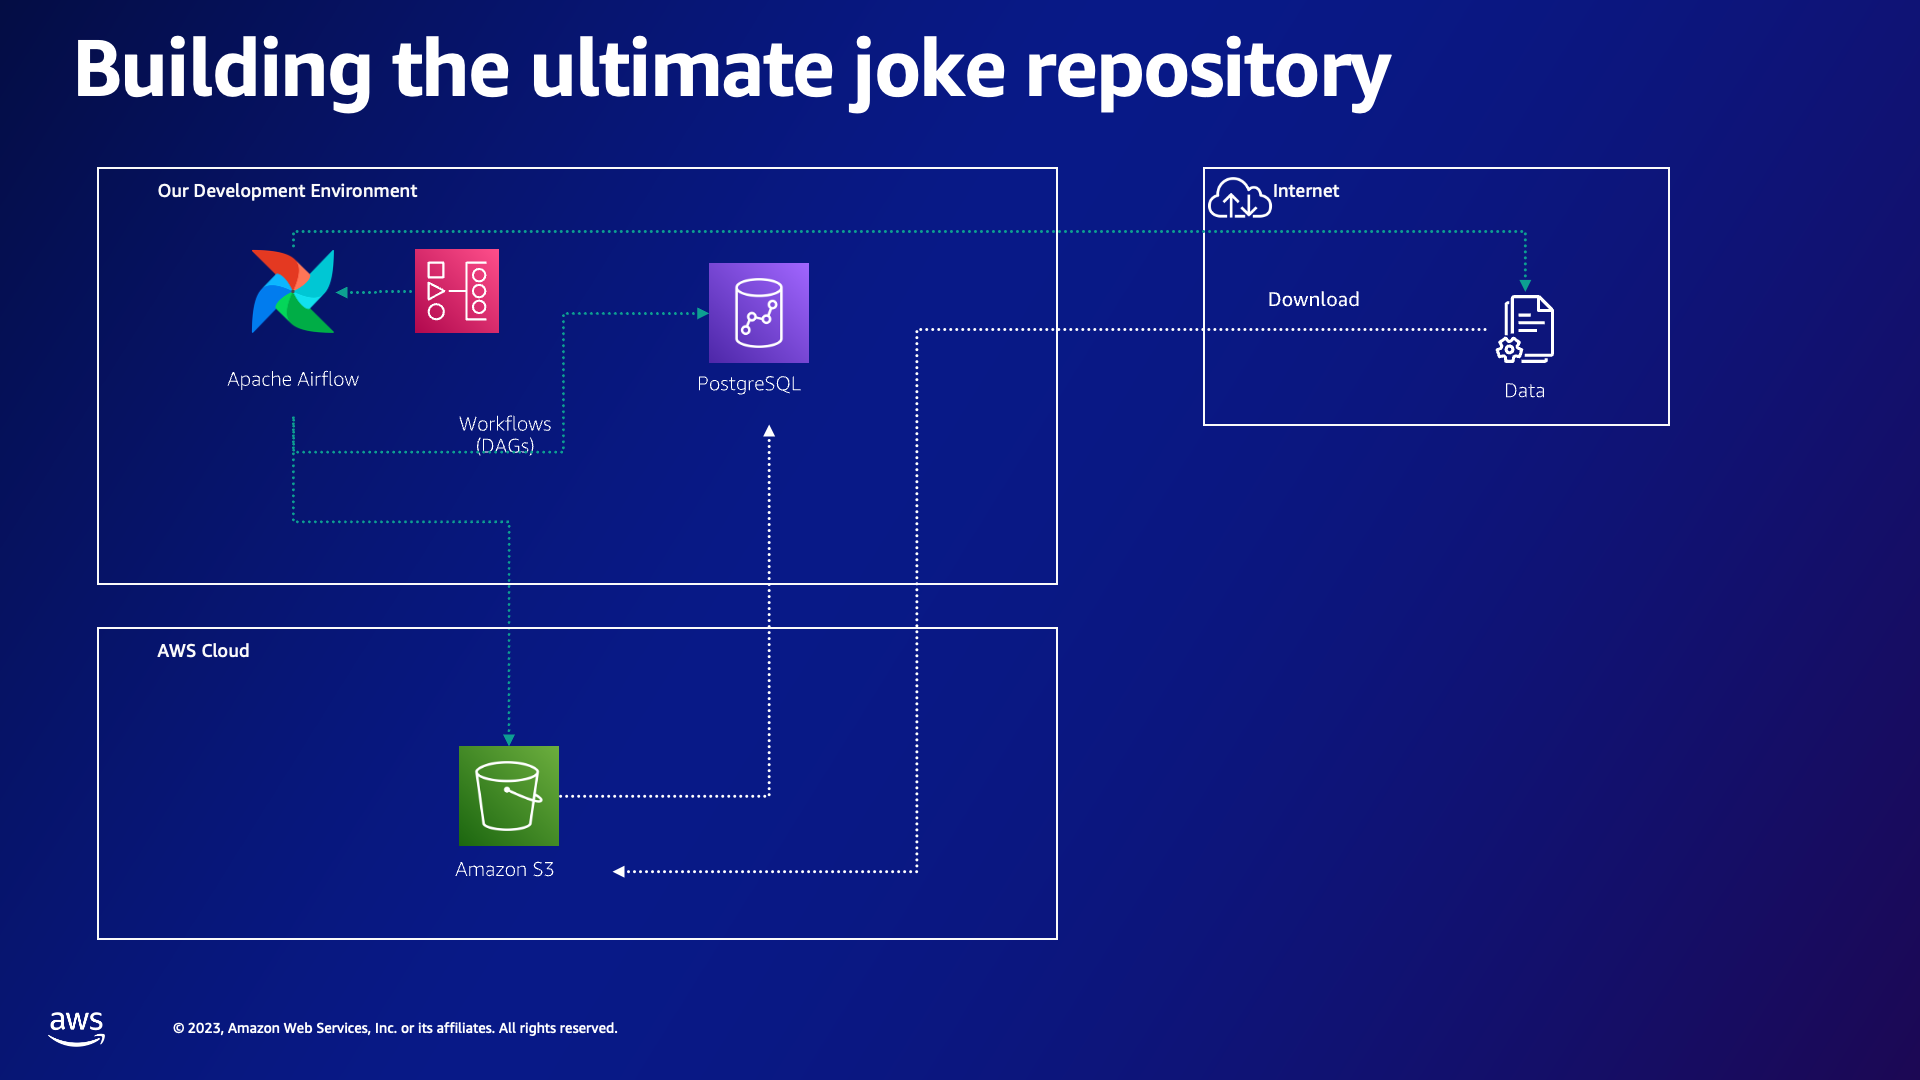 Building the ultimate joke repository
Our Development Environment
Internet
Download
Apache Airflow
PostgreSQL
Data
Workflows
(DAGs)
AWS Cloud
Amazon S3
aws
© 2023, Amazon Web Services, Inc. or its affiliates. All rights reserved.